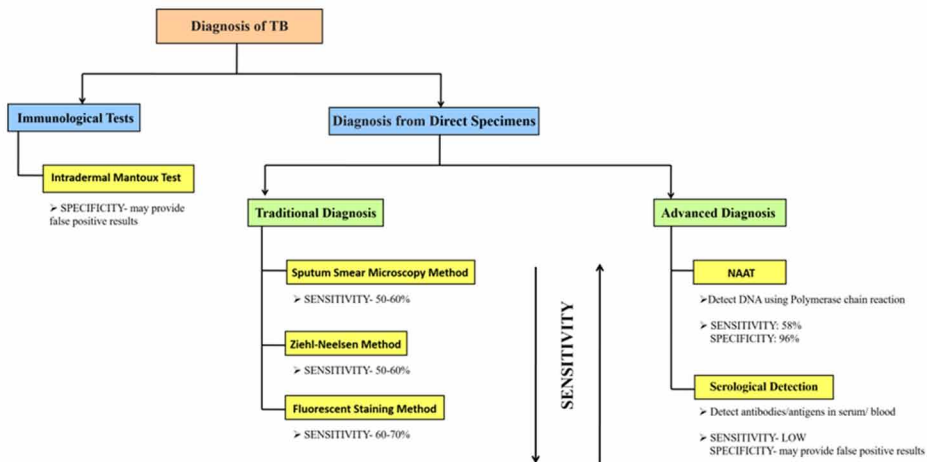 Diagnosis of TB
Immunological Tests
Diagnosis from Direct Specimens
Intradermal Mantoux Test
➢ SPECIFICITY- may provide
false positive results
Traditional Diagnosis
Sputum Smear Microscopy Method
➢ SENSITIVITY- 50-60%
Ziehl-Neelsen Method
➢ SENSITIVITY- 50-60%
Fluorescent Staining Method
➢ SENSITIVITY- 60-70%
SENSITIVITY
Advanced Diagnosis
NAAT
➢Detect DNA using Polymerase chain reaction
➢ SENSITIVITY: 58%
SPECIFICITY: 96%
Serological Detection
➢ Detect antibodies/antigens in serum/ blood
➢ SENSITIVITY- LOW
SPECIFICITY- may provide false positive results